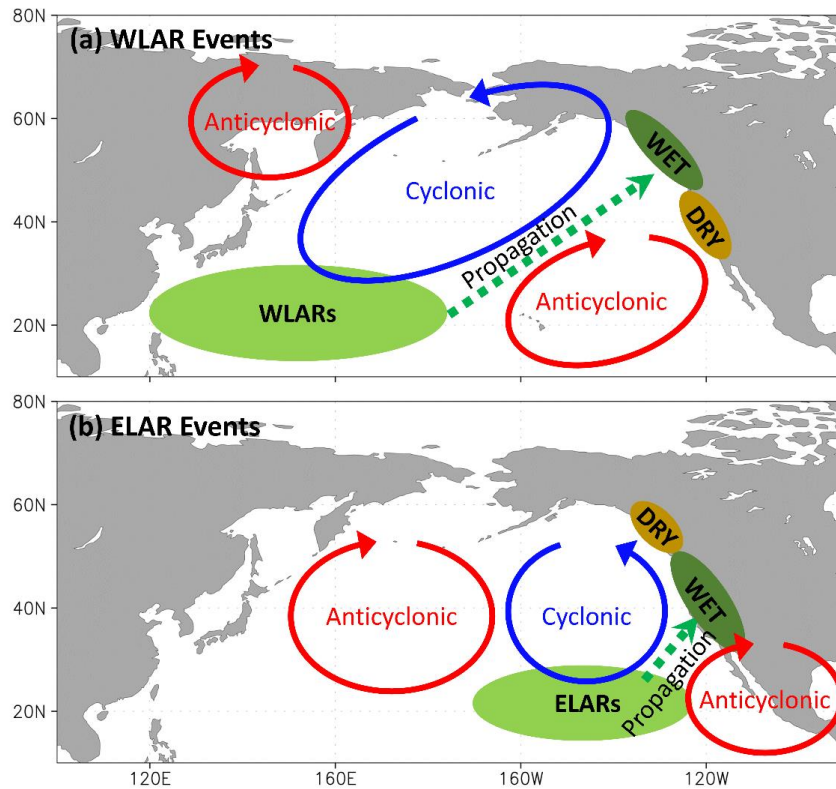 80N
(a) WLAR Events
Anticyclonic
60N
WET
Cyclonic
40N
DRY
Propagation
Anticyclonic
WLARs
20N
80N
(b) ELAR Events
60N
DRY
WET
Anticyclonic
Cyclonic
40N
Propagation
Anticyclonic
ELARs
20N
120E
160E
160W
120W